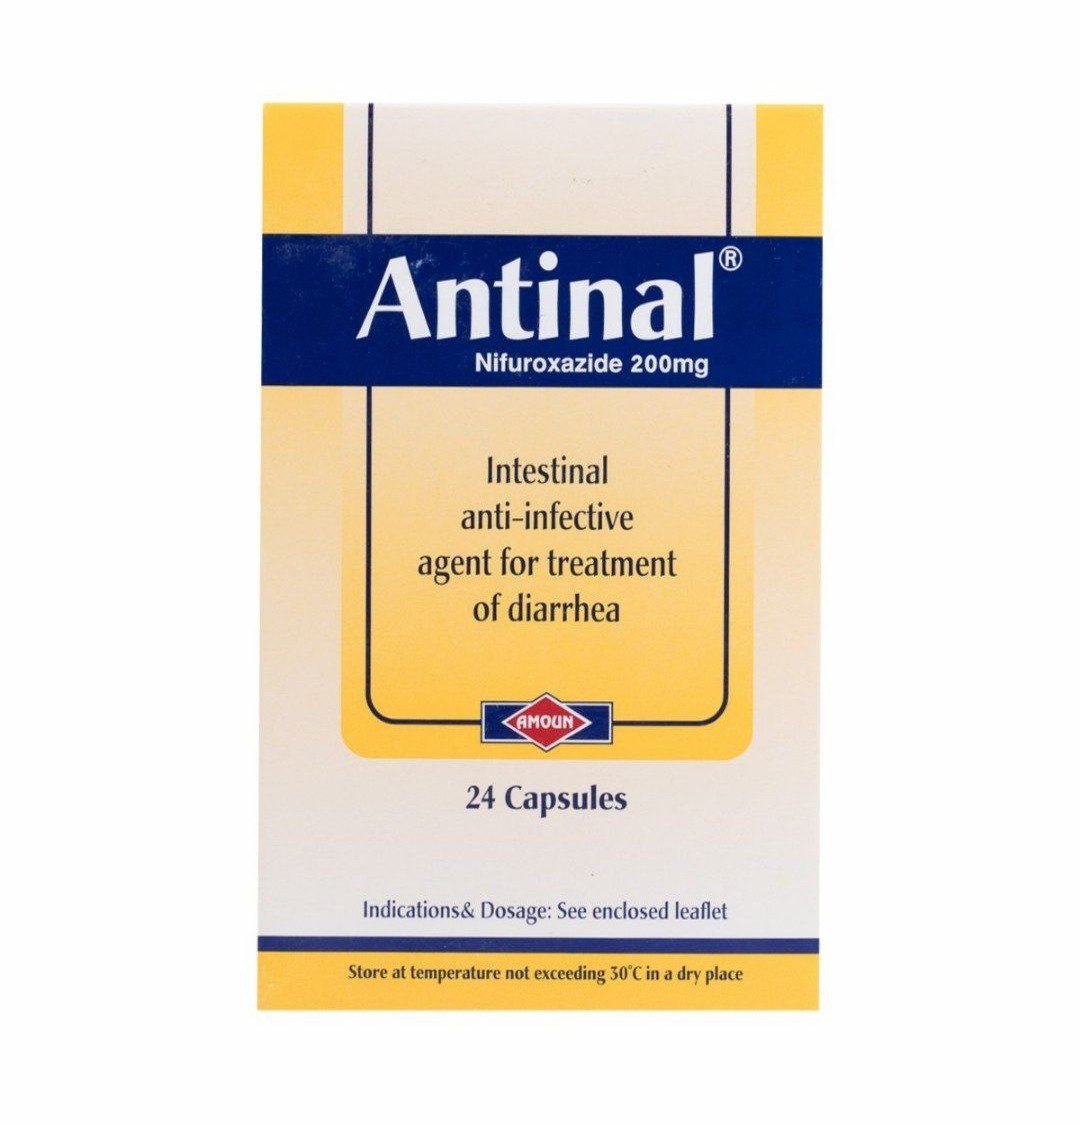 Antinal®
Nifuroxazide 200mg
Intestinal
anti-infective
agent for treatment
of diarrhea
AMOUN
24 Capsules
Indications& Dosage: See enclosed leaflet
Store at temperature not exceeding 30°C in a dry place